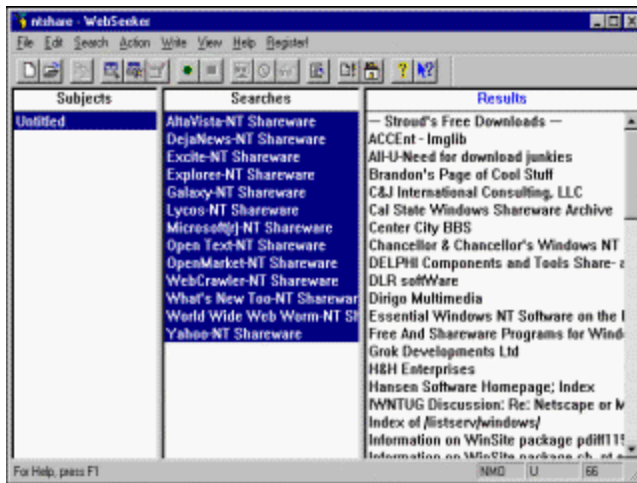 ntshare - WebSeeker
File Edit Search Action Write View Help Register!
Subjects
Untitled
Searches
AltaVista-NT Shareware
DejaNews-NT Shareware
Excite-NT Shareware
Explorer-NT Shareware
Galaxy-NT Shareware
Lycos-NT Shareware
Microsoft[r]-NT Shareware
Open Text-NT Shareware
OpenMarket-NT Shareware
WebCrawler-NT Shareware
What's New Too-NT Sharewar
World Wide Web Worm-NT Sh
Yahoo-NT Shareware
Results
— Stroud's Free Downloads —
ACCEnt - Imglib
All-U-Need for download junkies
Brandon's Page of Cool Stuff
C&J International Consulting, LLC
Cal State Windows Shareware Archive
Center City BBS
Chancellor & Chancellor's Windows NT
DELPHI Components and Tools Share- a
DLR softWare
Dirigo Multimedia
Essential Windows NT Software on the
Free And Shareware Programs for Wind
Grok Developments Ltd
H&H Enterprises
Hansen Software Homepage; Index
IWNTUG Discussion: Re: Netscape or M
Index of /listserv/windows/
Information on WinSite package pdiff11
Information on WinSite package
For Help, press F1
NMO U 66